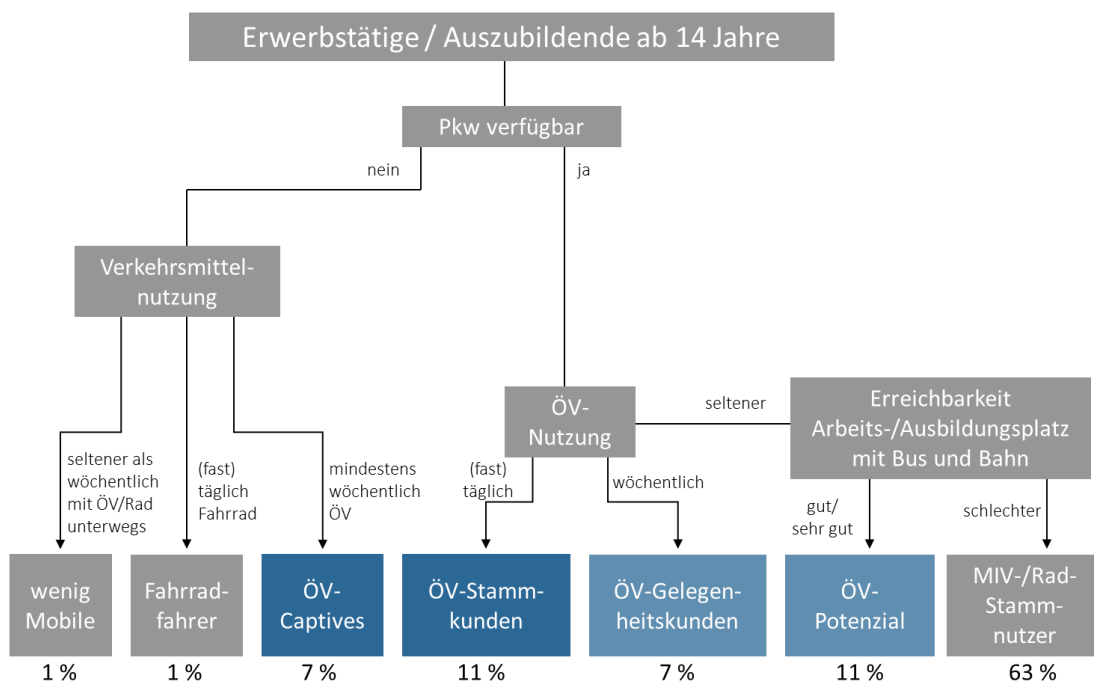 Erwerbstätige / Auszubildende ab 14 Jahre
Pkw verfügbar
nein
ja
Verkehrsmittel-
nutzung
ÖV-
Nutzung
seltener
Erreichbarkeit
Arbeits-/Ausbildungsplatz
mit Bus und Bahn
seltener als
wöchentlich
mit ÖV/Rad
unterwegs
(fast)
täglich
Fahrrad
mindestens
wöchentlich
ÖV
(fast)
täglich
wöchentlich
gut/
sehr gut
schlechter
wenig
Mobile
Fahrrad-
fahrer
ÖV-
Captives
ÖV-Stamm-
kunden
ÖV-Gelegen-
heitskunden
ÖV-
Potenzial
MIV-/Rad-
Stamm-
nutzer
1 %
1 %
7 %
11 %
7 %
11 %
63 %